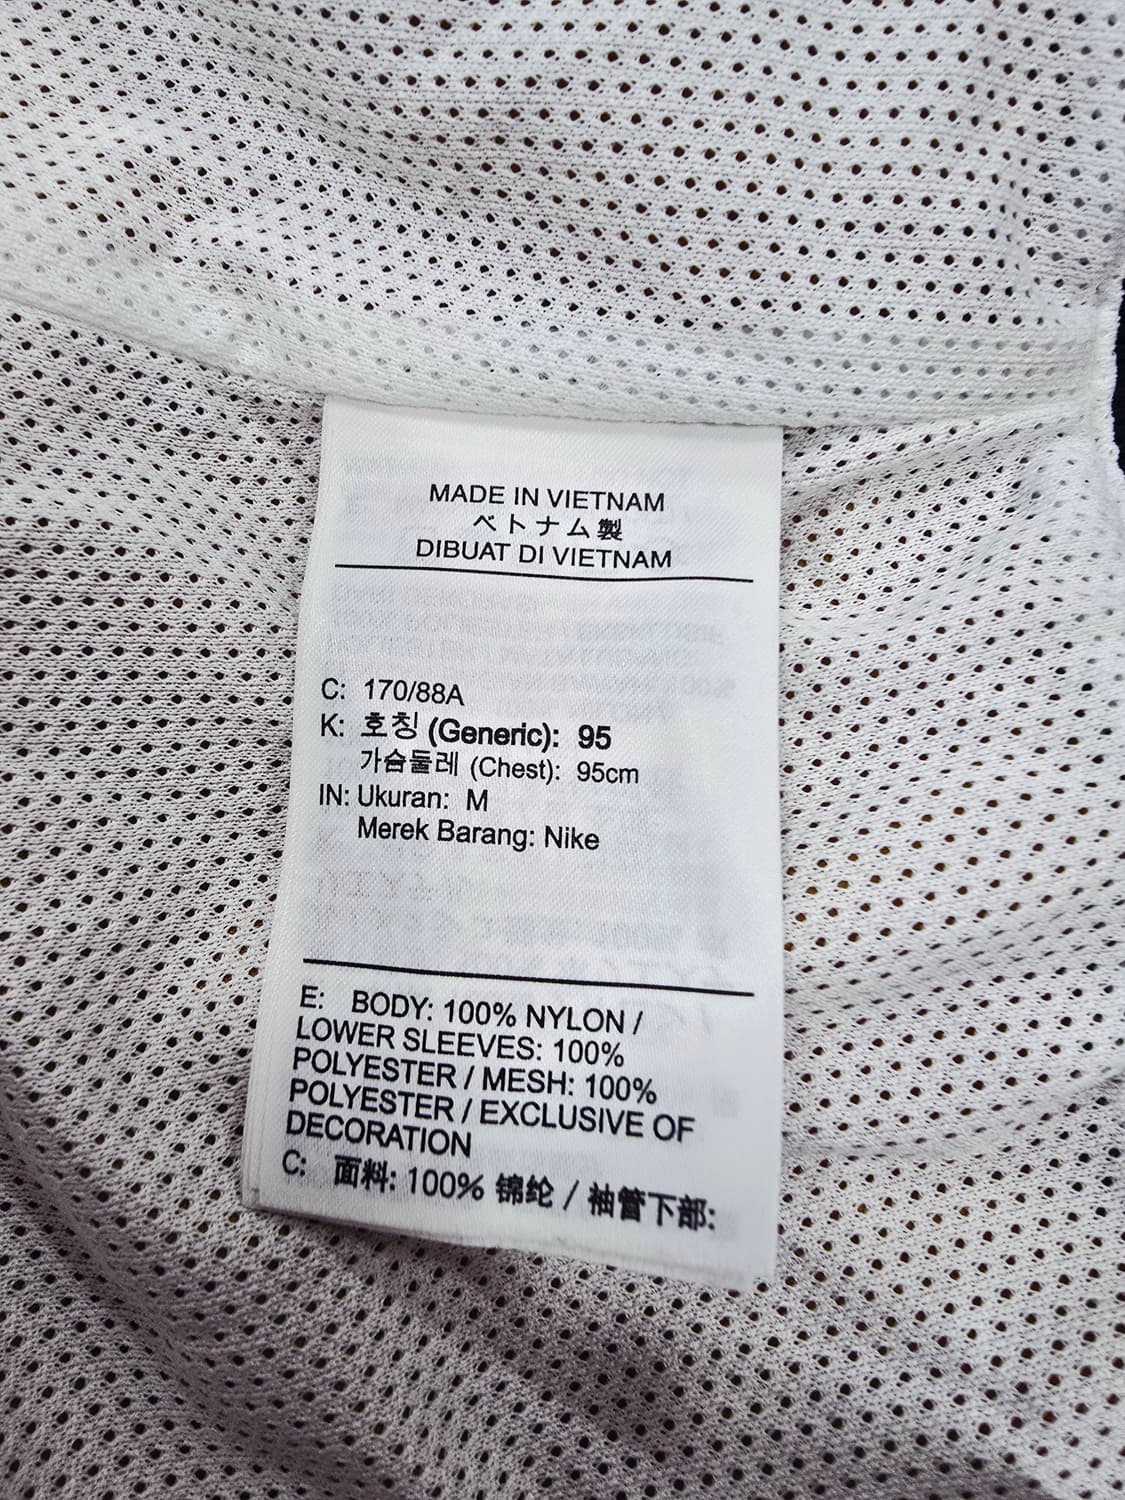 MADE IN VIETNAM
ベトナム製
DIBUAT DI VIETNAM
C: 170/88A
K: 호칭 (Generic): 95
가슴둘레 (Chest): 95cm
IN: Ukuran: M
Merek Barang: Nike
E: BODY: 100% NYLON /
LOWER SLEEVES: 100%
POLYESTER / MESH: 100%
POLYESTER / EXCLUSIVE OF
DECORATION
C: 面料: 100% 锦纶 / 袖管下部: